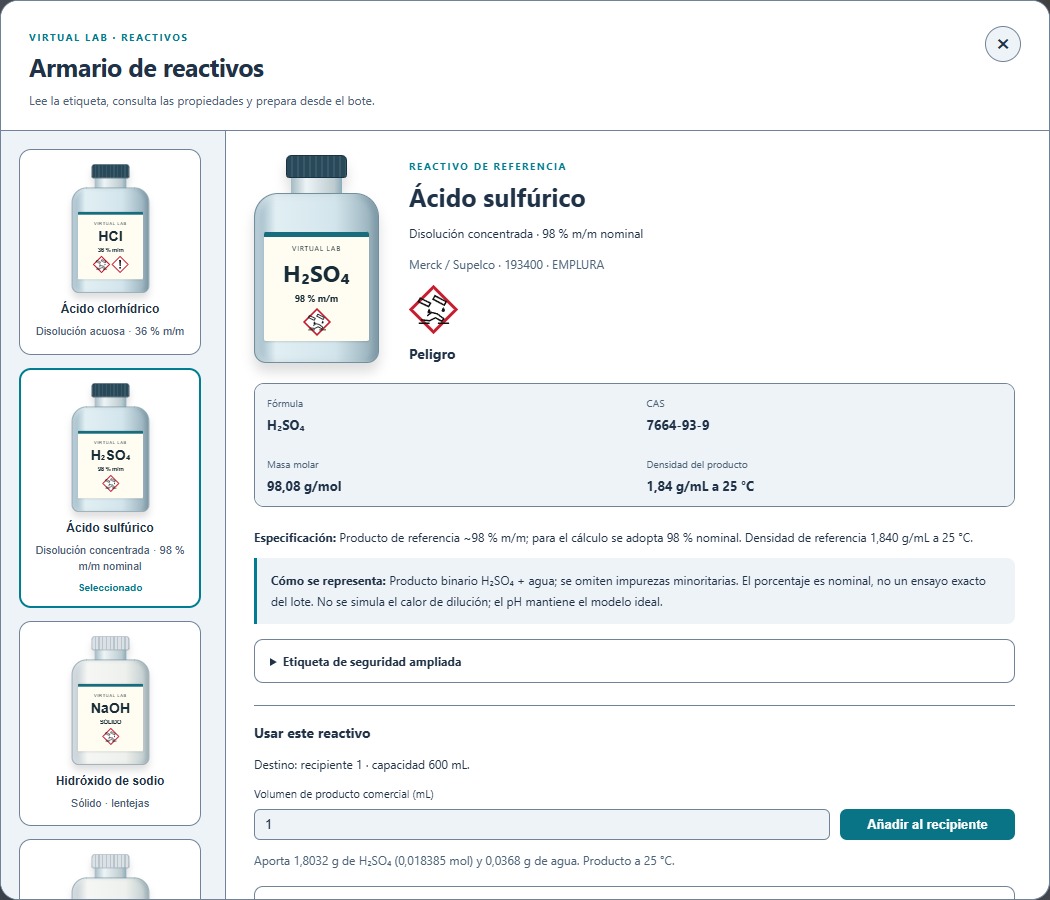 VIRTUAL LAB · REACTIVOS
Armario de reactivos
Lee la etiqueta, consulta las propiedades y prepara desde el bote.
VIRTUAL LAB
HCl
36 % m/m
Ácido clorhídrico
Disolución acuosa · 36 % m/m
VIRTUAL LAB
H₂SO₄
98 % m/m
Ácido sulfúrico
Disolución concentrada · 98 %
m/m nominal
Seleccionado
VIRTUAL LAB
NaOH
SÓLIDO
Hidróxido de sodio
Sólido · lentejas
VIRTUAL LAB
H₂SO₄
98 % m/m
REACTIVO DE REFERENCIA
Ácido sulfúrico
Disolución concentrada · 98 % m/m nominal
Merck / Supelco · 193400 · EMPLURA
Peligro
Fórmula
H₂SO₄
CAS
7664-93-9
Masa molar
98,08 g/mol
Densidad del producto
1,84 g/mL a 25 °C
Especificación: Producto de referencia ~98 % m/m; para el cálculo se adopta 98 % nominal. Densidad de referencia 1,840 g/mL a 25 °C.
Cómo se representa: Producto binario H₂SO₄ + agua; se omiten impurezas minoritarias. El porcentaje es nominal, no un ensayo exacto
del lote. No se simula el calor de dilución; el pH mantiene el modelo ideal.
Etiqueta de seguridad ampliada
Usar este reactivo
Destino: recipiente 1 · capacidad 600 mL.
Volumen de producto comercial (mL)
1
Añadir al recipiente
Aporta 1,8032 g de H₂SO₄ (0,018385 mol) y 0,0368 g de agua. Producto a 25 °C.